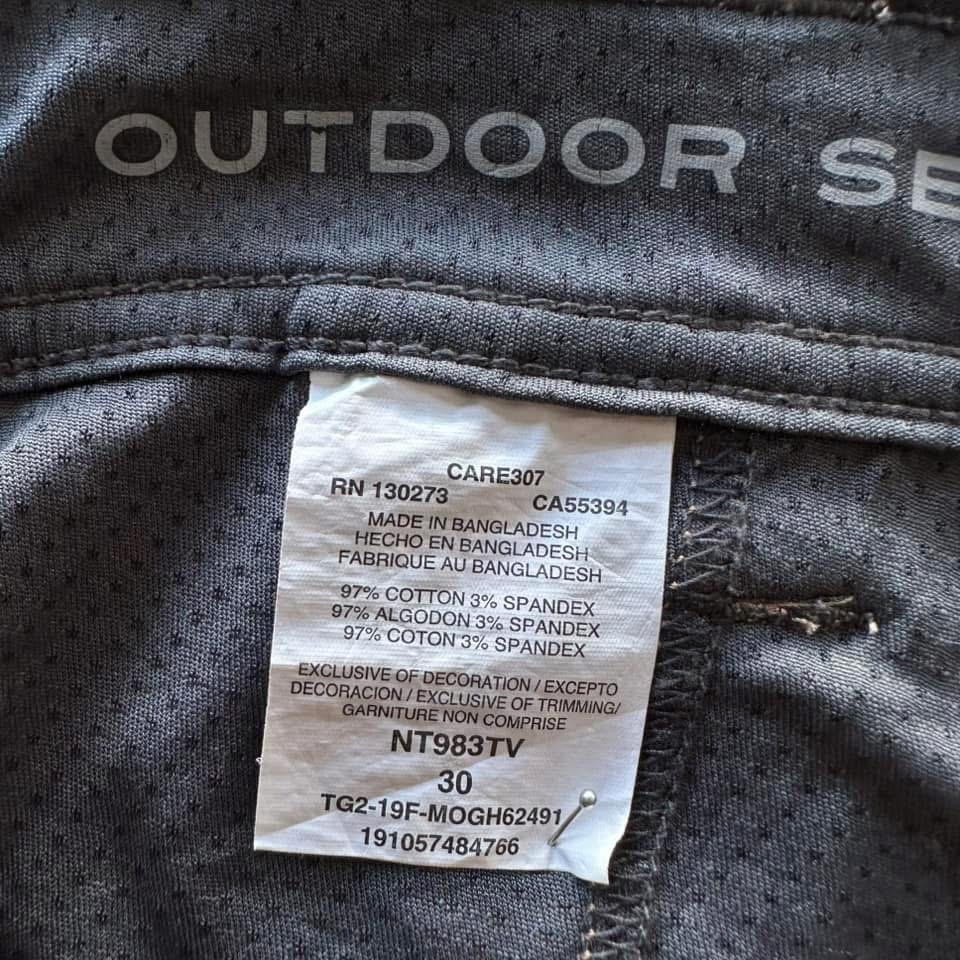 OUTDOOR SE
CARE307
RN 130273 CA55394
MADE IN BANGLADESH
HECHO EN BANGLADESH
FABRIQUE AU BANGLADESH
97% COTTON 3% SPANDEX
97% ALGODON 3% SPANDEX
97% COTON 3% SPANDEX
EXCLUSIVE OF DECORATION / EXCEPTO
DECORACION / EXCLUSIVE OF TRIMMING/
GARNITURE NON COMPRISE
NT983TV
30
TG2-19F-MOGH62491
191057484766